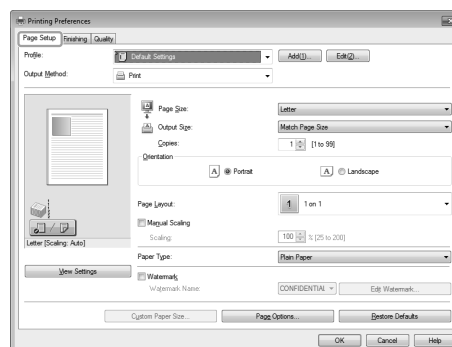 Printing Preferences
Page Setup Finishing Quality
Profile: Default Settings Add(1)... Edit(2)...
Output Method: Print
Page Size: Letter
Output Size: Match Page Size
Copies: 1 [1 to 99]
Orientation
A Portrait A Landscape
Page Layout: 1 1 on 1
Manual Scaling
Scaling: 100 % [25 to 200]
Letter [Scaling: Auto]
View Settings
Paper Type: Plain Paper
Watermark
Watermark Name: CONFIDENTIAL Edit Watermark...
Custom Paper Size... Page Options... Restore Defaults
OK Cancel Help